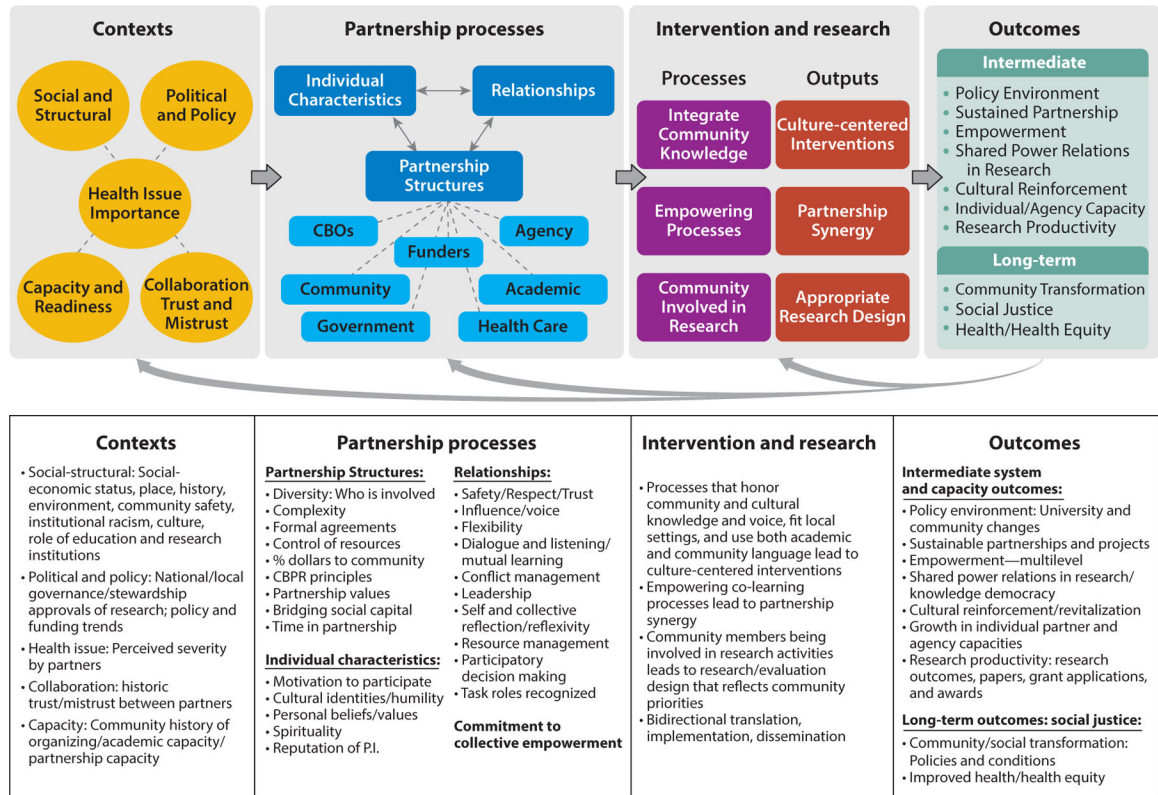 Contexts
Social and
Structural
Political
and Policy
Health Issue
Importance
Capacity and
Readiness
Collaboration
Trust and
Mistrust
Partnership processes
Individual
Characteristics
Relationships
Partnership
Structures
CBOs
Agency
Funders
Community
Academic
Government
Health Care
Intervention and research
Processes
Outputs
Integrate
Community
Knowledge
Culture-centered
Interventions
Empowering
Processes
Partnership
Synergy
Community
Involved in
Research
Appropriate
Research Design
Outcomes
Intermediate
• Policy Environment
• Sustained Partnership
• Empowerment
• Shared Power Relations
in Research
• Cultural Reinforcement
• Individual/Agency Capacity
• Research Productivity
Long-term
• Community Transformation
• Social Justice
• Health/Health Equity
Contexts
• Social-structural: Social-
economic status, place, history,
environment, community safety,
institutional racism, culture,
role of education and research
institutions
• Political and policy: National/local
governance/stewardship
approvals of research; policy and
funding trends
• Health issue: Perceived severity
by partners
• Collaboration: historic
trust/mistrust between partners
• Capacity: Community history of
organizing/academic capacity/
partnership capacity
Partnership processes
Partnership Structures:
• Diversity: Who is involved
• Complexity
• Formal agreements
• Control of resources
• % dollars to community
• CBPR principles
• Partnership values
• Bridging social capital
• Time in partnership
Individual characteristics:
• Motivation to participate
• Cultural identities/humility
• Personal beliefs/values
• Spirituality
• Reputation of P.I.
Relationships:
• Safety/Respect/Trust
• Influence/voice
• Flexibility
• Dialogue and listening/
mutual learning
• Conflict management
• Leadership
• Self and collective
reflection/reflexivity
• Resource management
• Participatory
decision making
• Task roles recognized
Commitment to
collective empowerment
Intervention and research
• Processes that honor
community and cultural
knowledge and voice, fit local
settings, and use both academic
and community language lead to
culture-centered interventions
• Empowering co-learning
processes lead to partnership
synergy
• Community members being
involved in research activities
leads to research/evaluation
design that reflects community
priorities
• Bidirectional translation,
implementation, dissemination
Outcomes
Intermediate system
and capacity outcomes:
• Policy environment: University and
community changes
• Sustainable partnerships and projects
• Empowerment—multilevel
• Shared power relations in research/
knowledge democracy
• Cultural reinforcement/revitalization
• Growth in individual partner and
agency capacities
• Research productivity: research
outcomes, papers, grant applications,
and awards
Long-term outcomes: social justice:
• Community/social transformation:
Policies and conditions
• Improved health/health equity